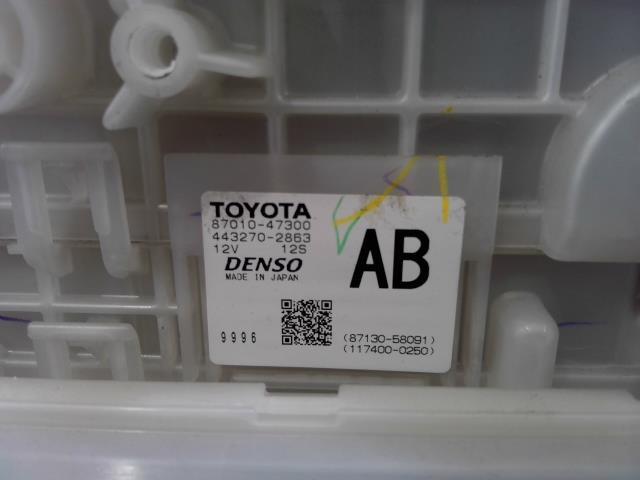 TOYOTA
87010-47300
443270-2863
12V 12S
DENSO
MADE IN JAPAN
AB
9996
(87130-58091)
(117400-0250)